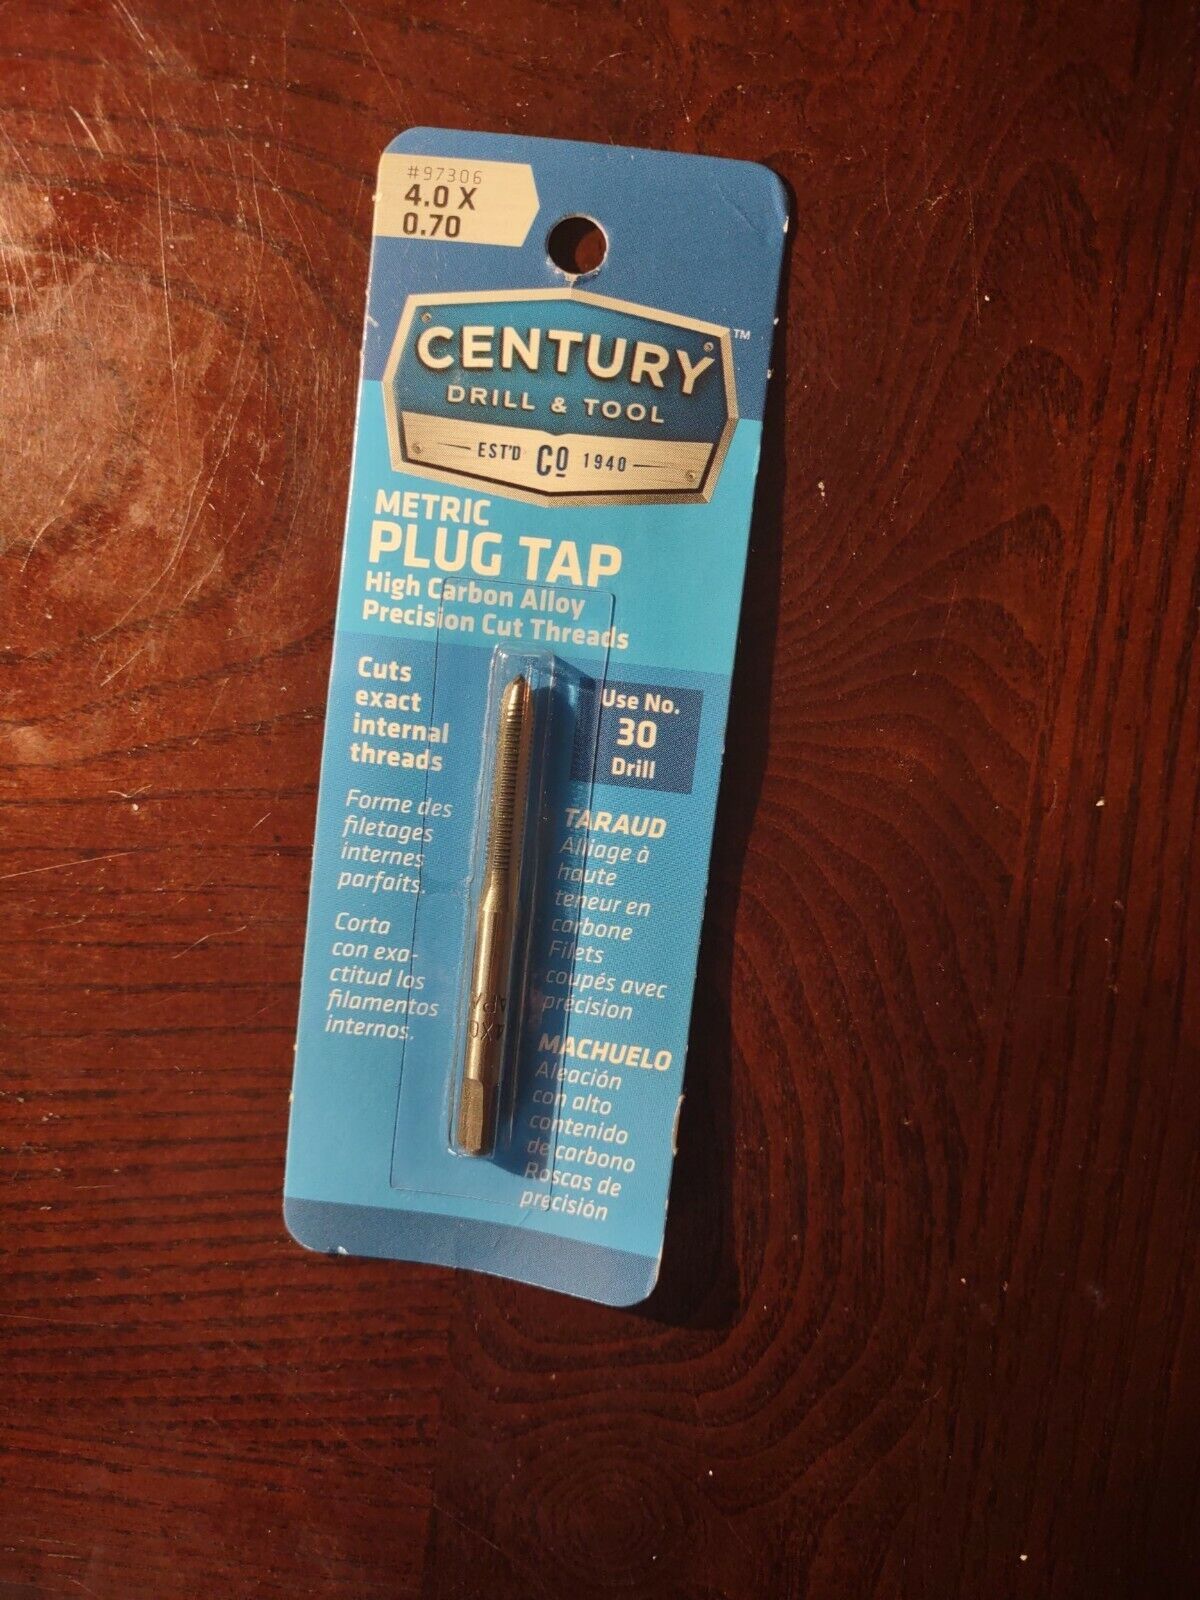 #97306
4.0 X
0.70
CENTURY
TM
DRILL & TOOL
EST'D CO 1940
METRIC
PLUG TAP
High Carbon Alloy
Precision Cut Threads
Cuts
exact
internal
threads
Forme des
filetages
internes
parfaits.
Corta
con exa-
ctitud los
filamentos
internos.
Use No.
30
Drill
TARAUD
Alliage à
haute
teneur en
carbone
Filets
coupés avec
précision
MACHUELO
Aleación
con alto
contenido
de carbono
Roscas de
precisión